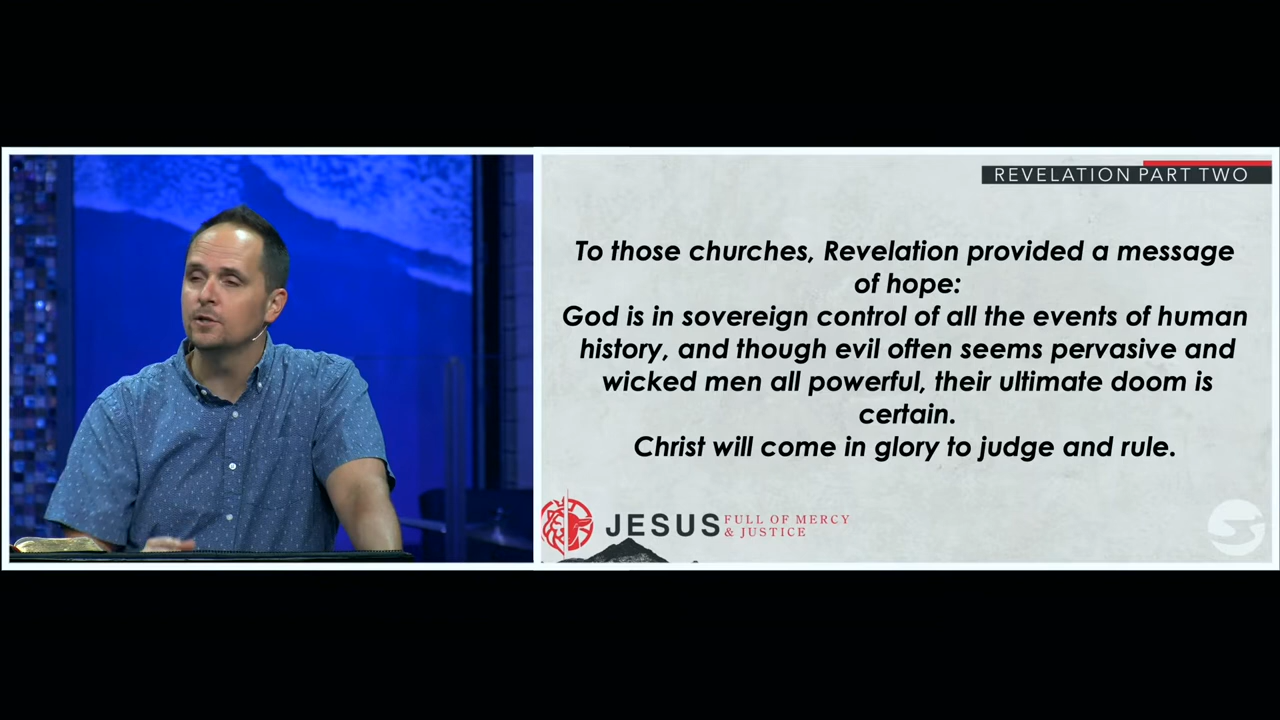 REVELATION PART TWO
To those churches, Revelation provided a message
of hope:
God is in sovereign control of all the events of human
history, and though evil often seems pervasive and
wicked men all powerful, their ultimate doom is
certain.
Christ will come in glory to judge and rule.
JESUS FULL OF MERCY
& JUSTICE